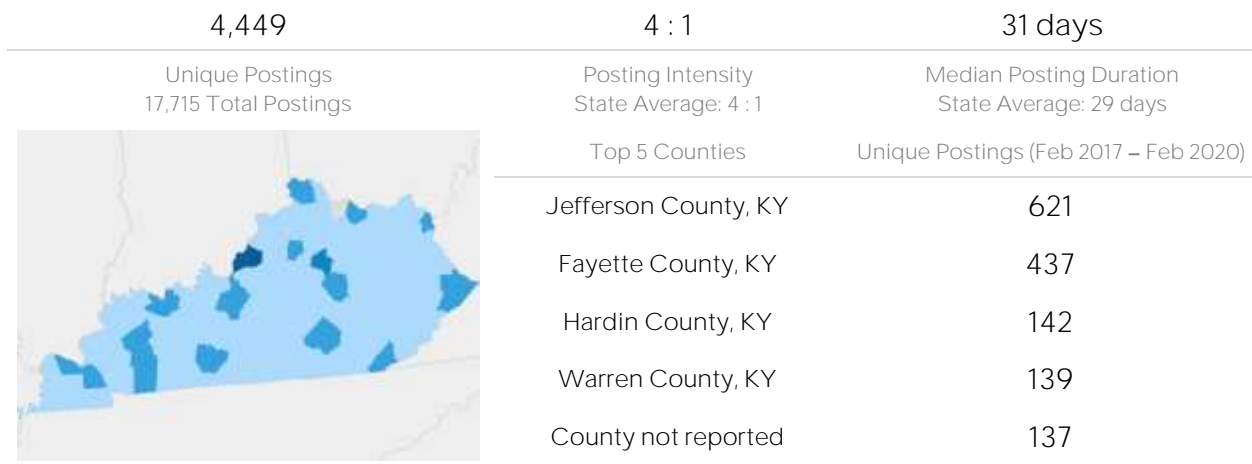 4,449
4 : 1
31 days
Unique Postings
17,715 Total Postings
Posting Intensity
State Average: 4 : 1
Median Posting Duration
State Average: 29 days
Top 5 Counties
Unique Postings (Feb 2017 – Feb 2020)
Jefferson County, KY
621
Fayette County, KY
437
Hardin County, KY
142
Warren County, KY
139
County not reported
137